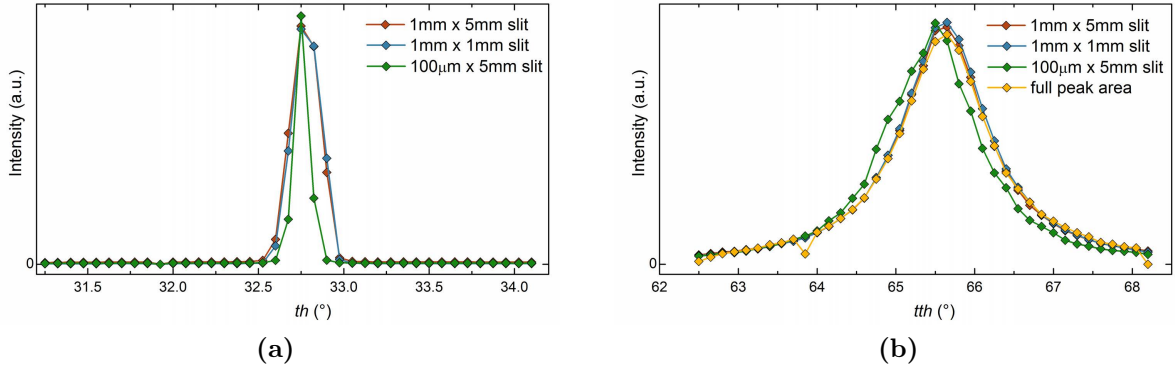 Intensity (a.u.)
0
1mm x 5mm slit
1mm x 1mm slit
100μm x 5mm slit
31.5 32.0 32.5 33.0 33.5 34.0
th (°)
(a)
Intensity (a.u.)
0
1mm x 5mm slit
1mm x 1mm slit
100μm x 5mm slit
full peak area
62 63 64 65 66 67 68
tth (°)
(b)